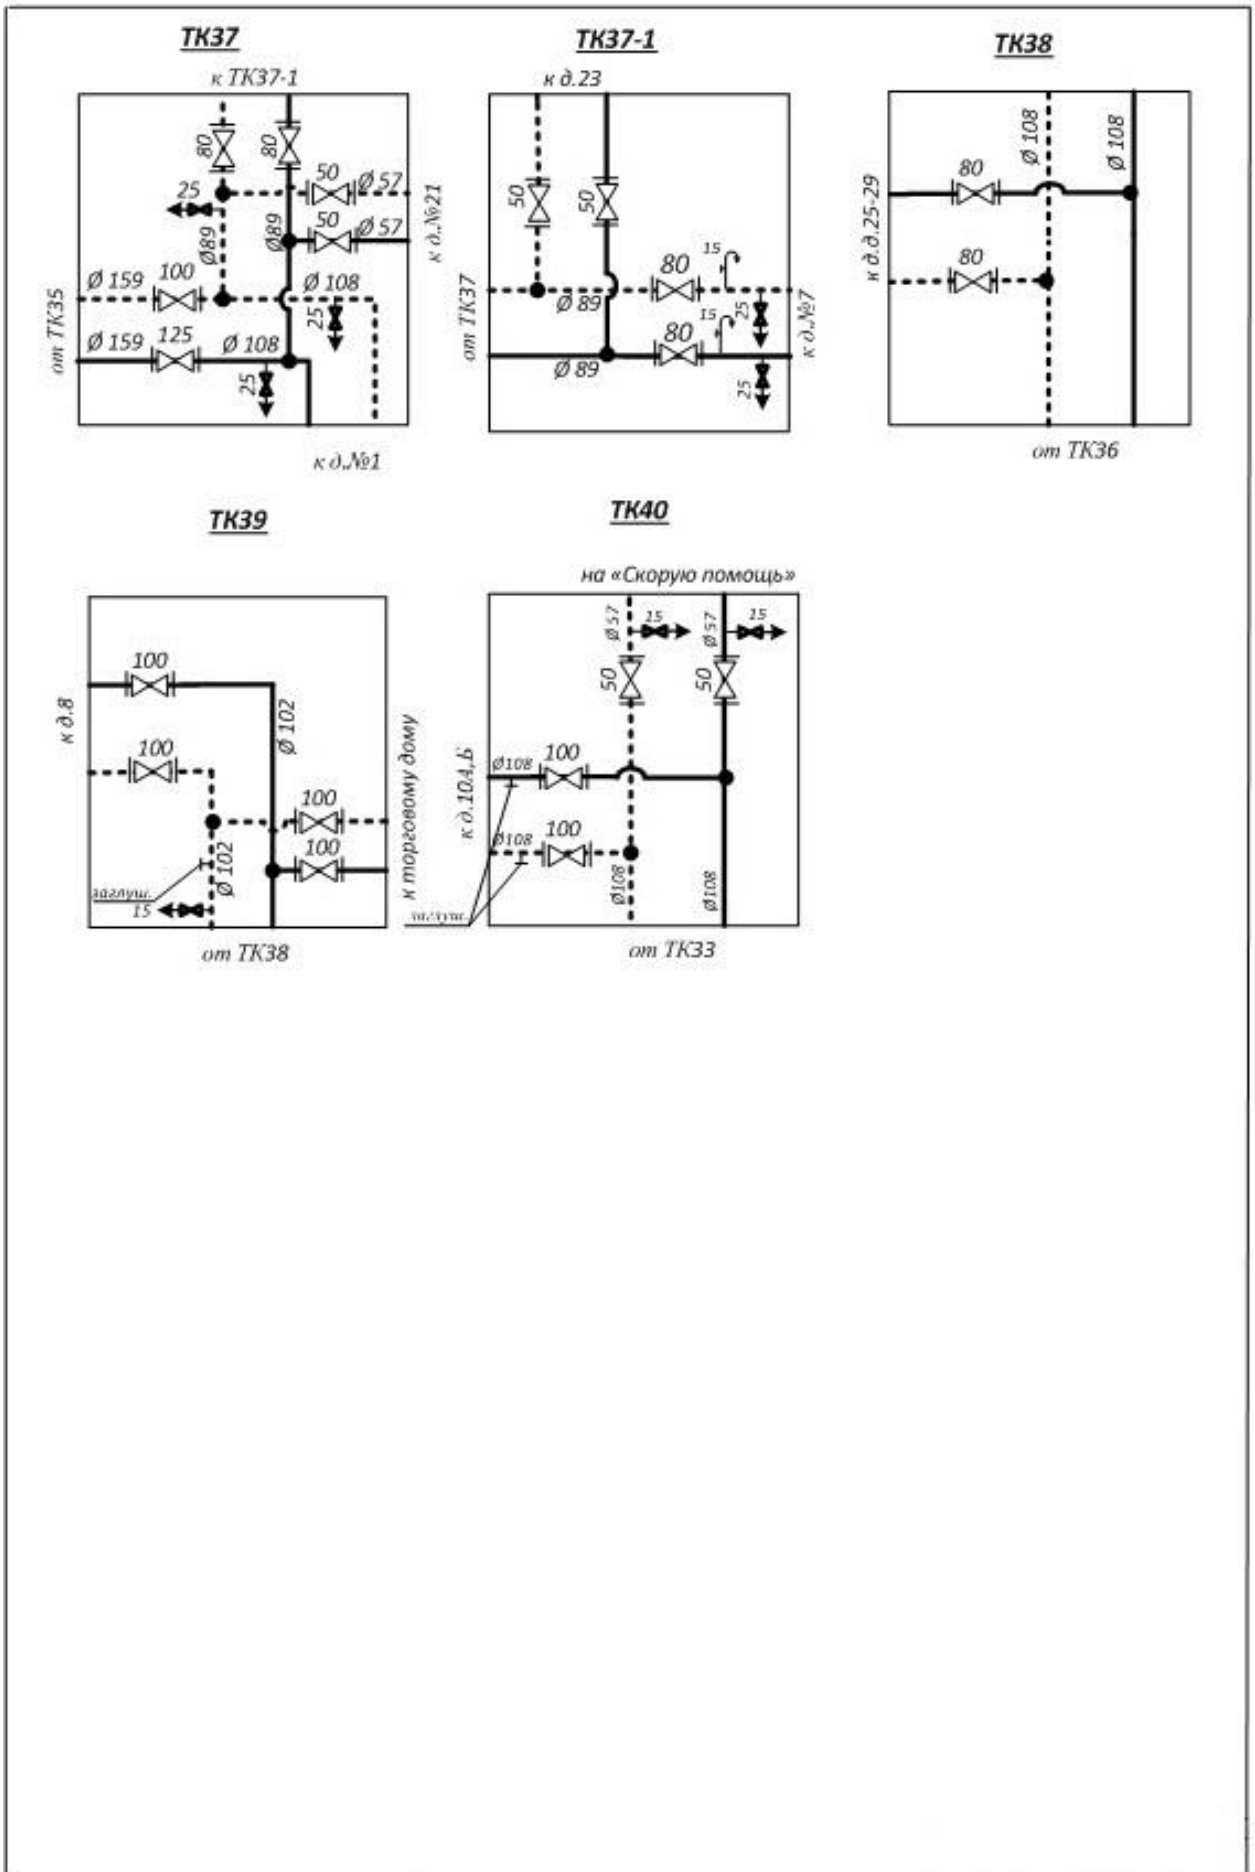 ТК37
к ТК37-1
80
80
50
Ø 57
25
Ø89
Ø89
50
Ø 57
к д.№21
Ø 159
100
Ø 108
25
от ТК35
Ø 159
125
Ø 108
25
к д.№1
ТК37-1
к д.23
50
50
15
80
Ø 89
25
от ТК37
15
80
Ø 89
25
к д.№7
ТК38
Ø 108
Ø 108
80
к д.д.25-29
80
от ТК36
ТК39
100
к д.8
Ø 102
100
100
100
Ø 102
заглуш.
15
к торговому дому
от ТК38
ТК40
на «Скорую помощь»
Ø 57
15
Ø 57
15
50
50
Ø108
100
к д.10А,Б
Ø108
100
Ø108
Ø108
заглуш.
от ТК33